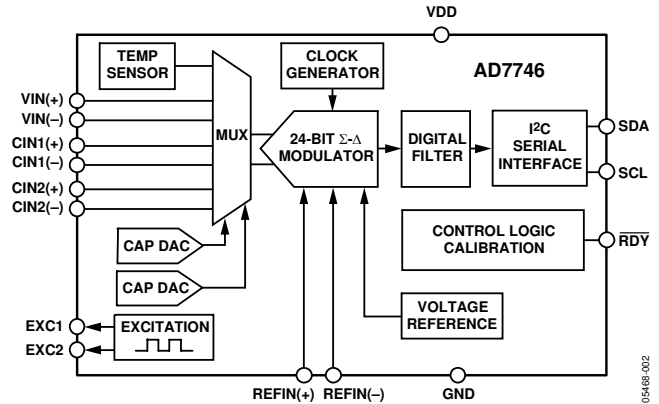 VDD
TEMP
SENSOR
CLOCK
GENERATOR
AD7746
VIN(+)
VIN(–)
CIN1(+)
CIN1(–)
CIN2(+)
CIN2(–)
MUX
24-BIT Σ-Δ
MODULATOR
DIGITAL
FILTER
I²C
SERIAL
INTERFACE
SDA
SCL
CAP DAC
CAP DAC
CONTROL LOGIC
CALIBRATION
R̅D̅Y̅
EXC1
EXC2
EXCITATION
VOLTAGE
REFERENCE
REFIN(+)
REFIN(–)
GND
05468-002